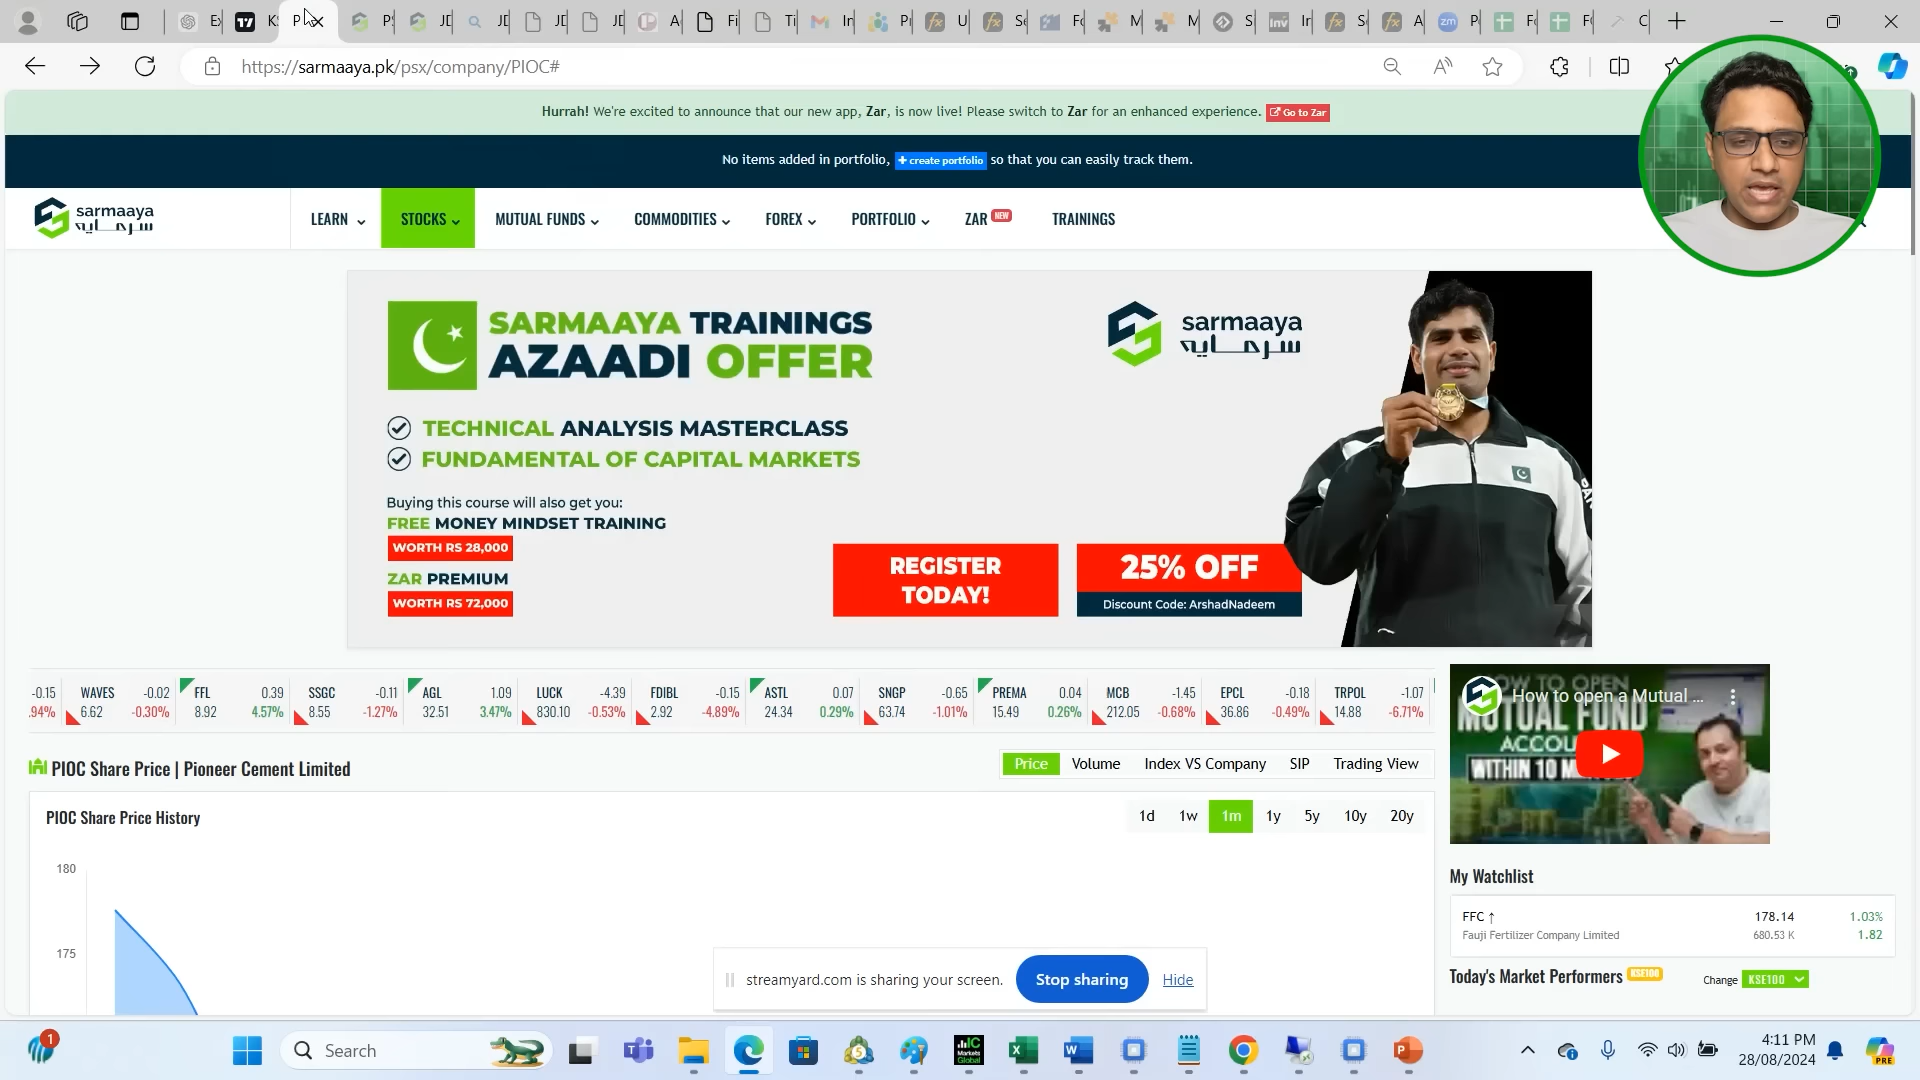 https://sarmaaya.pk/psx/company/PIOC#
Hurrah! We're excited to announce that our new app, Zar, is now live! Please switch to Zar for an enhanced experience. Go to Zar
No items added in portfolio, + create portfolio so that you can easily track them.
sarmaaya
سرمایہ
LEARN STOCKS MUTUAL FUNDS COMMODITIES FOREX PORTFOLIO ZAR NEW TRAININGS
SARMAAYA TRAININGS
AZAADI OFFER
sarmaaya
سرمایہ
TECHNICAL ANALYSIS MASTERCLASS
FUNDAMENTAL OF CAPITAL MARKETS
Buying this course will also get you:
FREE MONEY MINDSET TRAINING
WORTH RS 28,000
ZAR PREMIUM
WORTH RS 72,000
REGISTER
TODAY!
25% OFF
Discount Code: ArshadNadeem
-0.15 WAVES -0.02 FFL 0.39 SSGC -0.11 AGL 1.09 LUCK -4.39 FDIBL -0.15 ASTL 0.07 SNGP -0.65 PREMA 0.04 MCB -1.45 EPCL -0.18 TRPOL -1.07
.94% 6.62 -0.30% 8.92 4.57% 8.55 -1.27% 32.51 3.47% 830.10 -0.53% 2.92 -4.89% 24.34 0.29% 63.74 -1.01% 15.49 0.26% 212.05 -0.68% 36.86 -0.49% 14.88 -6.71%
How to open a Mutual ...
MUTUAL FUND
WITHIN 10
PIOC Share Price | Pioneer Cement Limited
Price Volume Index VS Company SIP Trading View
PIOC Share Price History
1d 1w 1m 1y 5y 10y 20y
180
175
My Watchlist
FFC ↑ 178.14 1.03%
Fauji Fertilizer Company Limited 680.53 K 1.82
Today's Market Performers KSE100 Change KSE100
streamyard.com is sharing your screen. Stop sharing Hide
1
Search
4:11 PM
28/08/2024
PRE